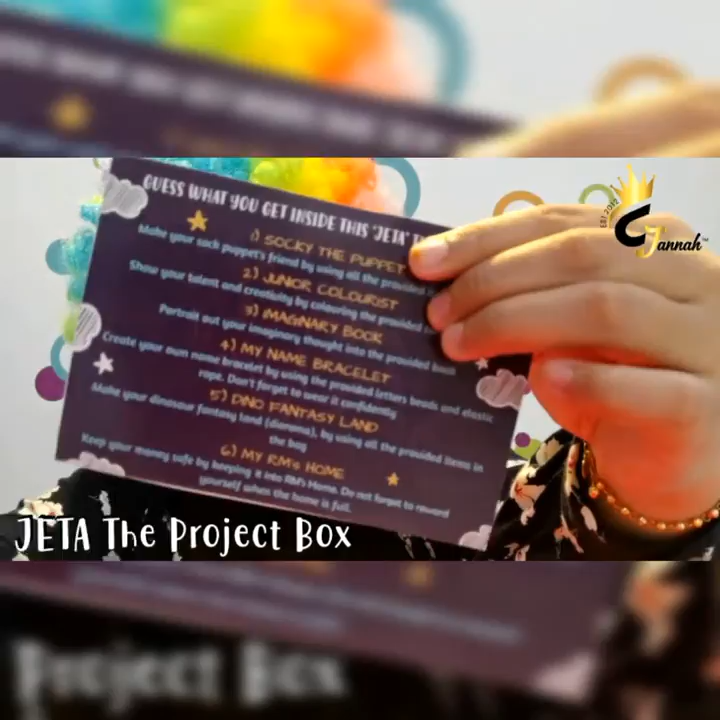 GUESS WHAT YOU GET INSIDE THIS 'JETA'
1) SOCKY THE PUPPET
Make your sock puppet's friend by using all the provided
2) JUNIOR COLOURIST
Show your talent and creativity by colouring the provided
3) IMAGINARY BOOK
Portrait out your imaginary thought into the provided book
4) MY NAME BRACELET
Create your own name bracelet by using the provided letters beads and elastic
rope. Don't forget to wear it confidently
5) DINO FANTASY LAND
Make your dinosaur fantasy land (diorama), by using all the provided items in
the bag
6) MY RM's HOME
Keep your money safe by keeping it into RM's Home. Do not forget to reward
yourself when the home is full.
EST 2012
Jannah™
JETA The Project Box
Project Box